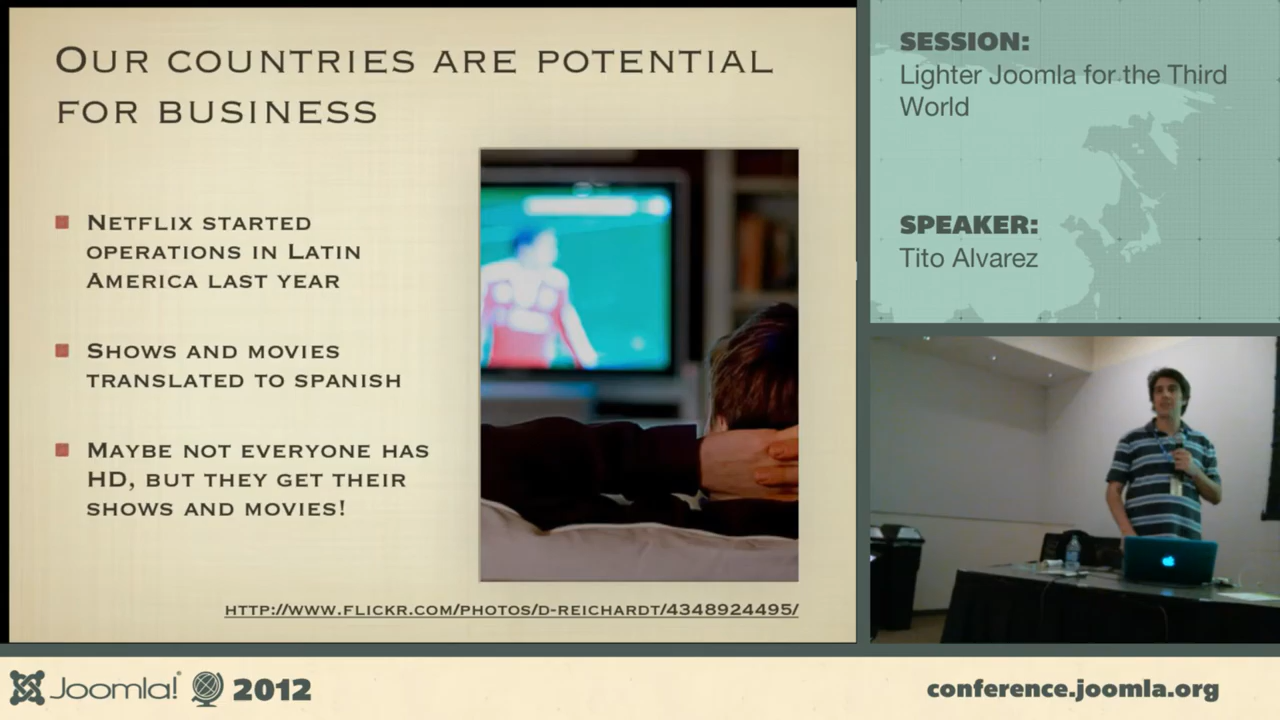 OUR COUNTRIES ARE POTENTIAL
FOR BUSINESS
NETFLIX STARTED
OPERATIONS IN LATIN
AMERICA LAST YEAR
SHOWS AND MOVIES
TRANSLATED TO SPANISH
MAYBE NOT EVERYONE HAS
HD, BUT THEY GET THEIR
SHOWS AND MOVIES!
HTTP://WWW.FLICKR.COM/PHOTOS/D-REICHARDT/4348924495/
SESSION:
Lighter Joomla for the Third
World
SPEAKER:
Tito Alvarez
Joomla! 2012
conference.joomla.org